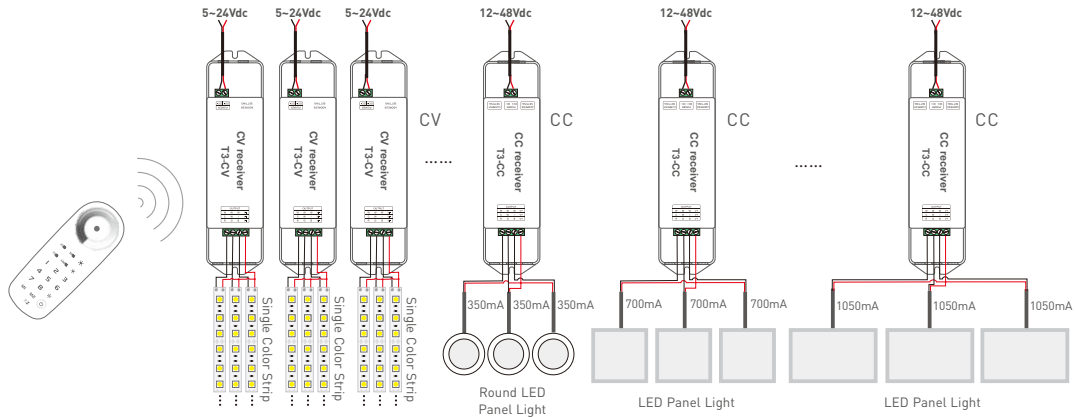 5~24Vdc
5~24Vdc
5~24Vdc
12~48Vdc
12~48Vdc
12~48Vdc
CV receiver
T3-CV
CV receiver
T3-CV
CV receiver
T3-CV
CV
......
CC receiver
T3-CC
CC
CC receiver
T3-CC
CC
......
CC receiver
T3-CC
CC
OUTPUT
OUTPUT
OUTPUT
Single Color Strip
Single Color Strip
Single Color Strip
350mA
350mA
350mA
700mA
700mA
700mA
1050mA
1050mA
1050mA
Round LED
Panel Light
LED Panel Light
LED Panel Light